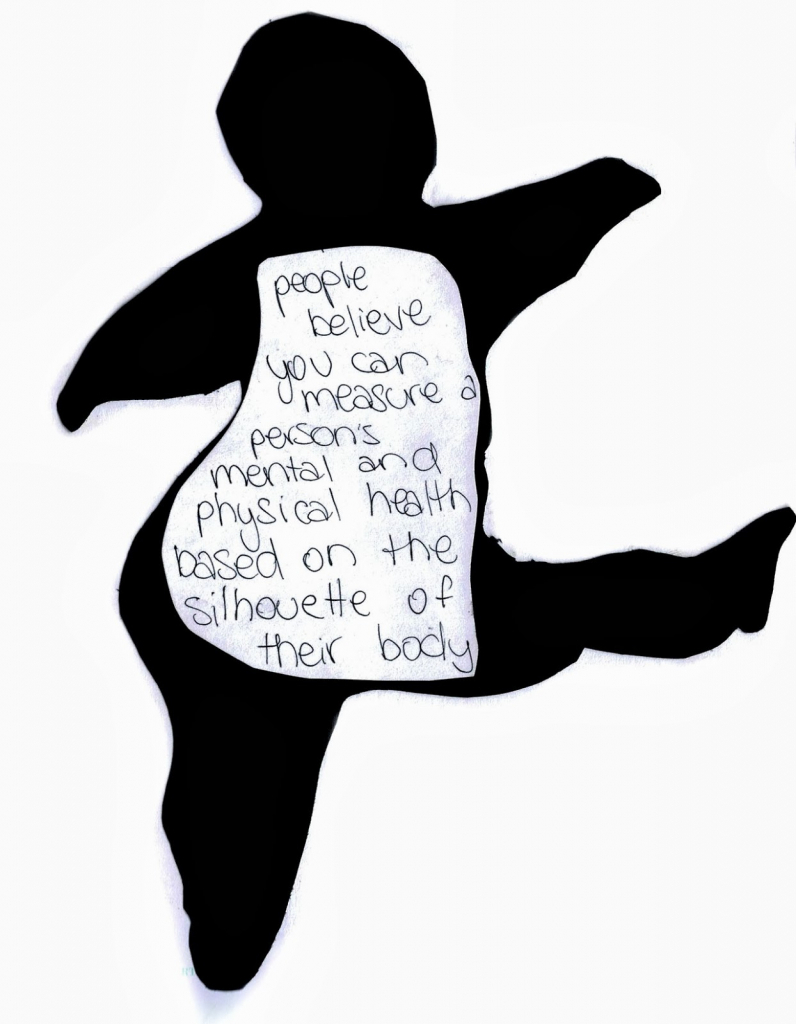 people
believe
you can
measure a
person's
mental and
physical health
based on the
silhouette of
their body